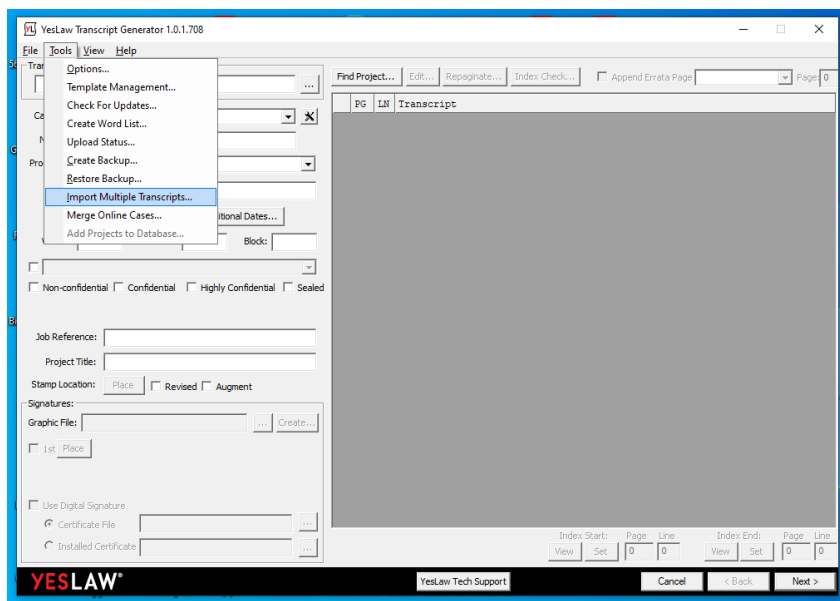 YesLaw Transcript Generator 1.0.1.708
File Tools View Help
Options...
Template Management...
Check For Updates...
Create Word List...
Upload Status...
Create Backup...
Restore Backup...
Import Multiple Transcripts...
Merge Online Cases...
Add Projects to Database...
Find Project... Edit... Repaginate... Index Check... Append Errata Page Page: 0
PG LN Transcript
Block:
Non-confidential Confidential Highly Confidential Sealed
Job Reference:
Project Title:
Stamp Location: Place Revised Augment
Signatures:
Graphic File: ... Create...
1st Place
Use Digital Signature
Certificate File ...
Installed Certificate ...
Index Start: Page Line Index End: Page Line
View Set 0 0 View Set 0 0
YESLAW®
YesLaw Tech Support Cancel < Back Next >